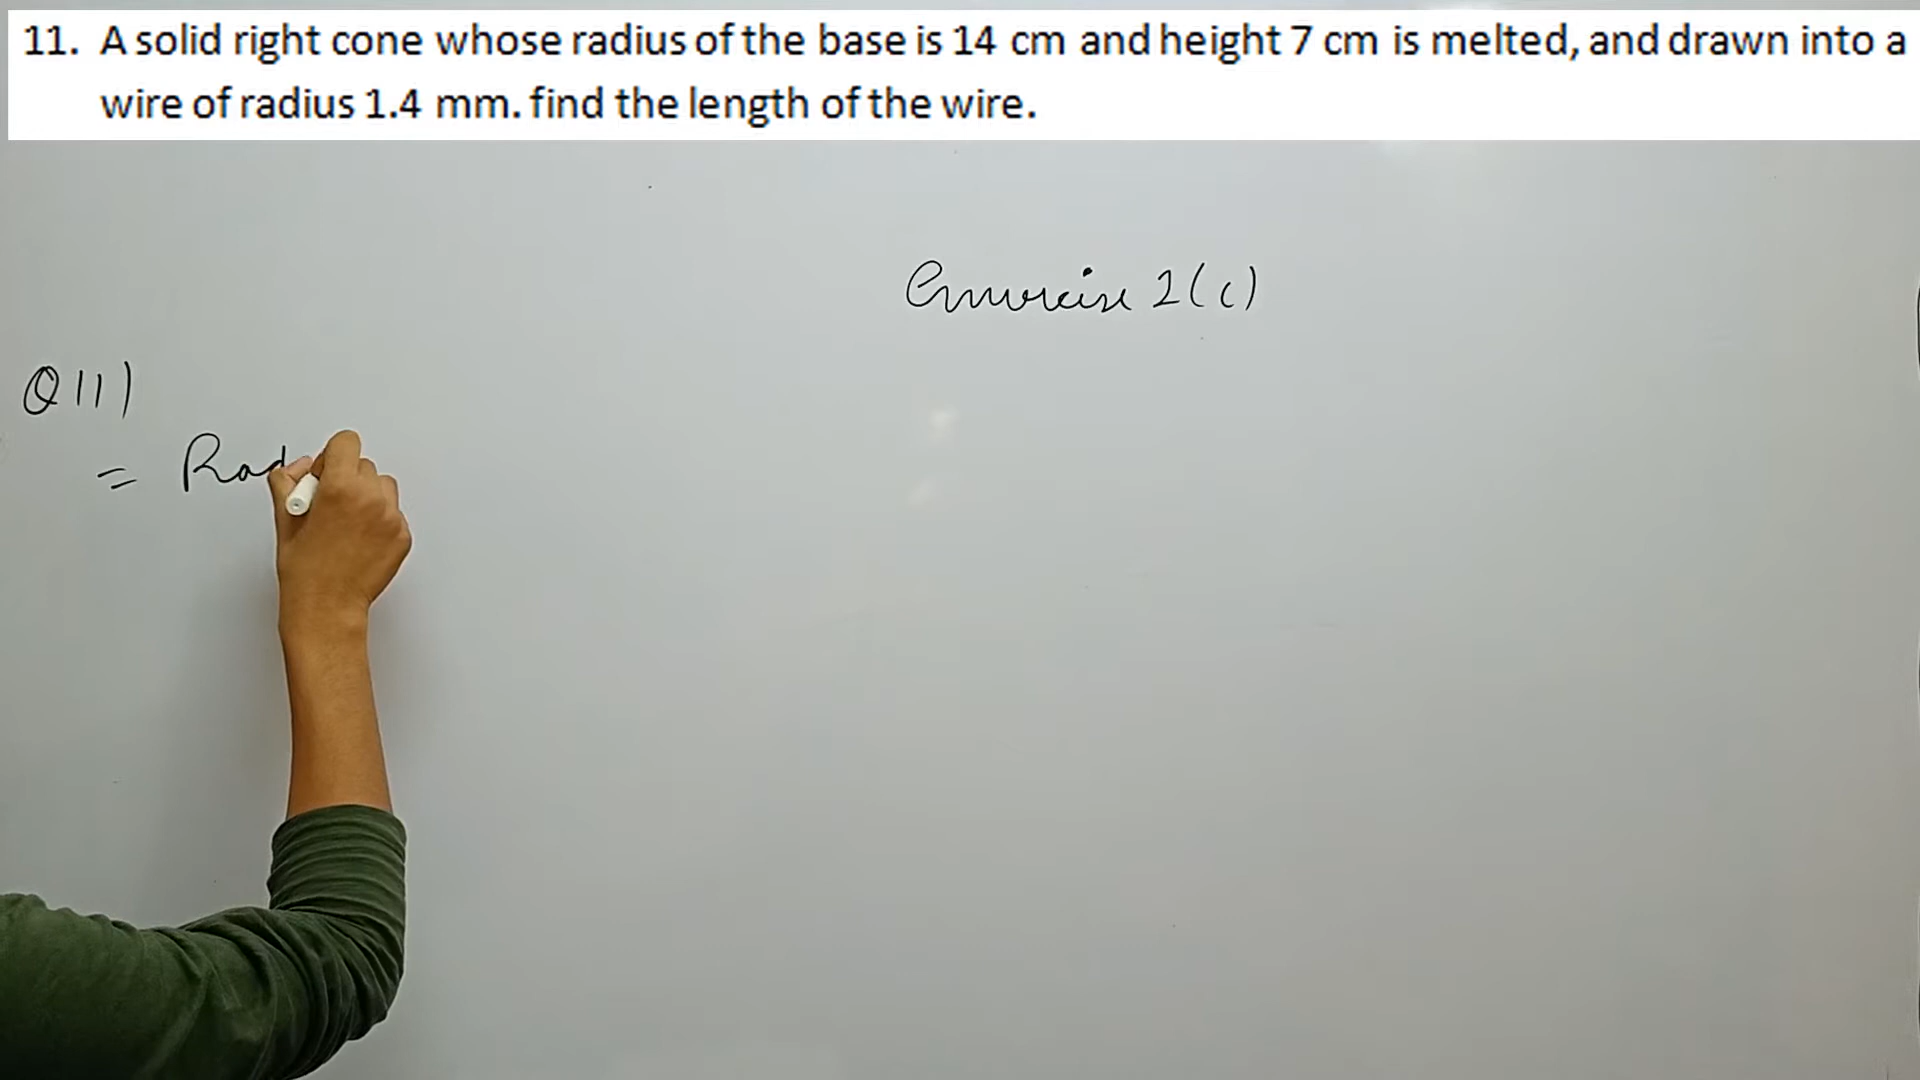 11. A solid right cone whose radius of the base is 14 cm and height 7 cm is melted, and drawn into a
wire of radius 1.4 mm. find the length of the wire.
Exercise 2(c)
Q 11)
= Rad